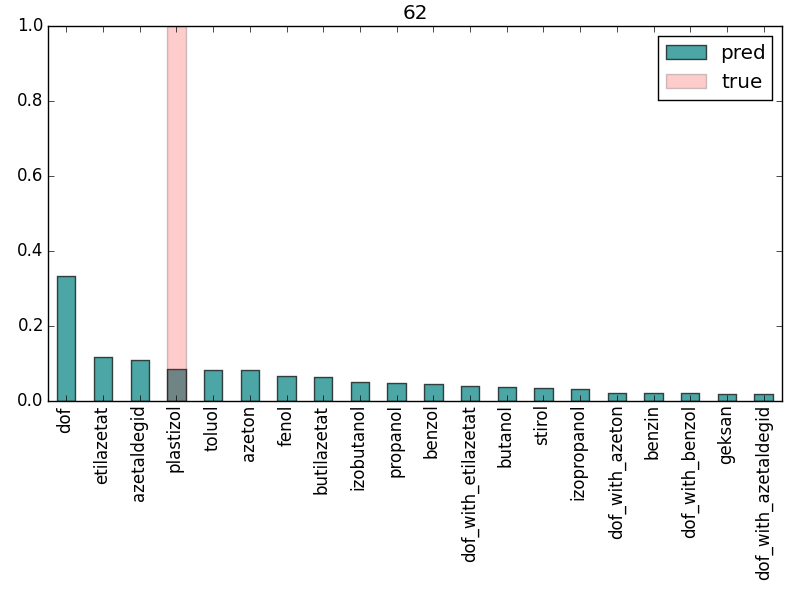 62
1.0
0.8
0.6
0.4
0.2
0.0
pred
true
dof
etilazetat
azetaldegid
plastizol
toluol
azeton
fenol
butilazetat
izobutanol
propanol
benzol
dof_with_etilazetat
butanol
stirol
izopropanol
dof_with_azeton
benzin
dof_with_benzol
geksan
dof_with_azetaldegid